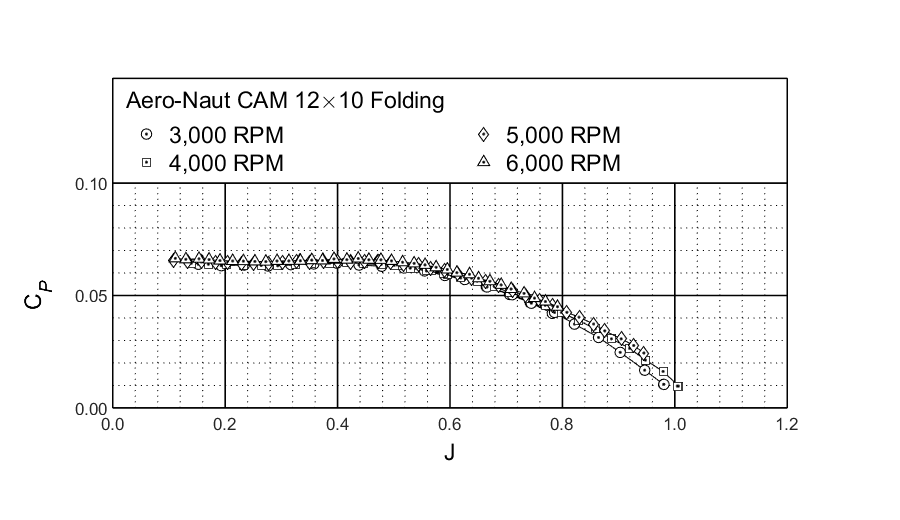 Aero-Naut CAM 12×10 Folding
3,000 RPM
4,000 RPM
5,000 RPM
6,000 RPM
0.10
0.05
0.00
C_P
0.0 0.2 0.4 0.6 0.8 1.0 1.2
J